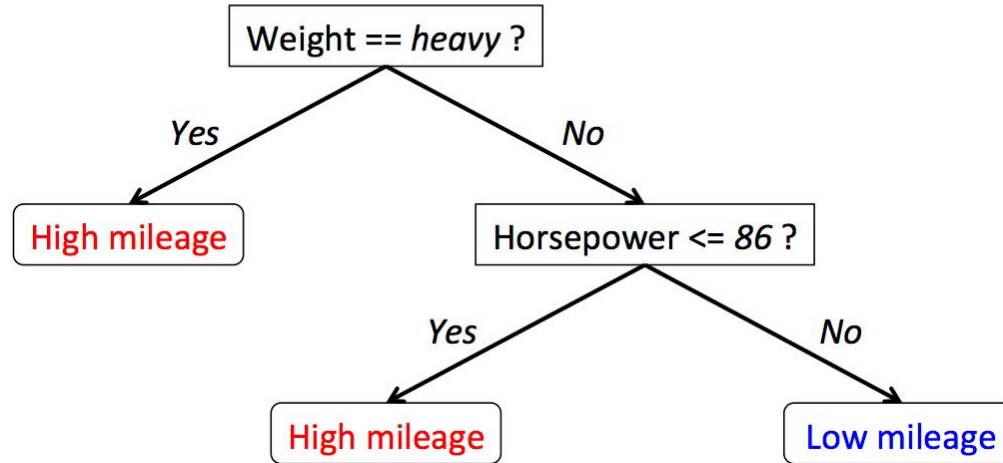 Weight == heavy ?
Yes
No
High mileage
Horsepower <= 86 ?
Yes
No
High mileage
Low mileage